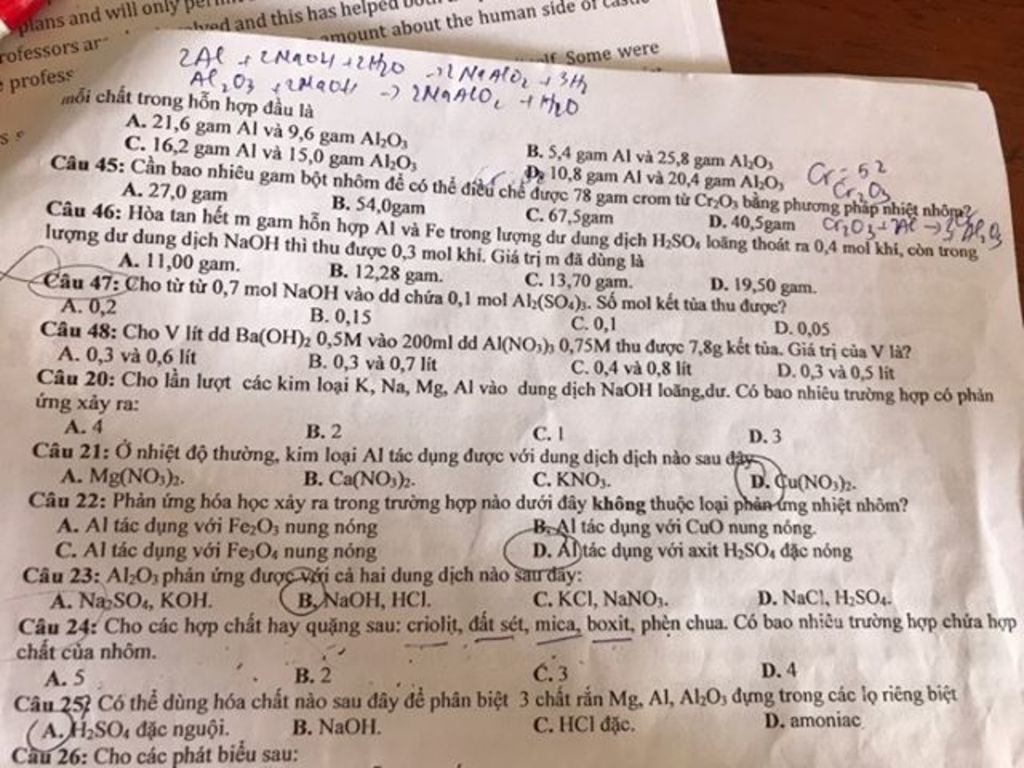 plans and will only
and this has helped
rofessors
amount about the human side of
Some were
profess
2Al + 2NaOH + 2H₂O → 2NaAlO₂ + 3H₂
Al₂O₃ + 2NaOH → 2NaAlO₂ + H₂O
mỗi chất trong hỗn hợp đầu là
A. 21,6 gam Al và 9,6 gam Al₂O₃
B. 5,4 gam Al và 25,8 gam Al₂O₃
C. 16,2 gam Al và 15,0 gam Al₂O₃
D. 10,8 gam Al và 20,4 gam Al₂O₃
Cr = 52
Cr₂O₃
Câu 45: Cần bao nhiêu gam bột nhôm để có thể điều chế được 78 gam crom từ Cr₂O₃ bằng phương pháp nhiệt nhôm?
A. 27,0 gam B. 54,0gam C. 67,5gam D. 40,5gam
Cr₂O₃ + 2Al → Al₂O₃
Câu 46: Hòa tan hết m gam hỗn hợp Al và Fe trong lượng dư dung dịch H₂SO₄ loãng thoát ra 0,4 mol khí, còn trong
lượng dư dung dịch NaOH thì thu được 0,3 mol khí. Giá trị m đã dùng là
A. 11,00 gam. B. 12,28 gam. C. 13,70 gam. D. 19,50 gam.
Câu 47: Cho từ từ 0,7 mol NaOH vào dd chứa 0,1 mol Al₂(SO₄)₃. Số mol kết tủa thu được?
A. 0,2 B. 0,15 C. 0,1 D. 0,05
Câu 48: Cho V lít dd Ba(OH)₂ 0,5M vào 200ml dd Al(NO₃)₃ 0,75M thu được 7,8g kết tủa. Giá trị của V là?
A. 0,3 và 0,6 lít B. 0,3 và 0,7 lít C. 0,4 và 0,8 lít D. 0,3 và 0,5 lít
Câu 20: Cho lần lượt các kim loại K, Na, Mg, Al vào dung dịch NaOH loãng,dư. Có bao nhiêu trường hợp có phản
ứng xảy ra:
A. 4 B. 2 C. 1 D. 3
Câu 21: Ở nhiệt độ thường, kim loại Al tác dụng được với dung dịch dịch nào sau đây
A. Mg(NO₃)₂. B. Ca(NO₃)₂. C. KNO₃. D. Cu(NO₃)₂.
Câu 22: Phản ứng hóa học xảy ra trong trường hợp nào dưới đây không thuộc loại phản ứng nhiệt nhôm?
A. Al tác dụng với Fe₂O₃ nung nóng B. Al tác dụng với CuO nung nóng.
C. Al tác dụng với Fe₃O₄ nung nóng D. Al tác dụng với axit H₂SO₄ đặc nóng
Câu 23: Al₂O₃ phản ứng được với cả hai dung dịch nào sau đây:
A. Na₂SO₄, KOH. B. NaOH, HCl. C. KCl, NaNO₃. D. NaCl, H₂SO₄.
Câu 24: Cho các hợp chất hay quặng sau: criolit, đất sét, mica, boxit, phèn chua. Có bao nhiêu trường hợp chứa hợp
chất của nhôm.
A. 5 B. 2 C. 3 D. 4
Câu 25: Có thể dùng hóa chất nào sau đây để phân biệt 3 chất rắn Mg, Al, Al₂O₃ đựng trong các lọ riêng biệt
A. H₂SO₄ đặc nguội. B. NaOH. C. HCl đặc. D. amoniac
Câu 26: Cho các phát biểu sau: